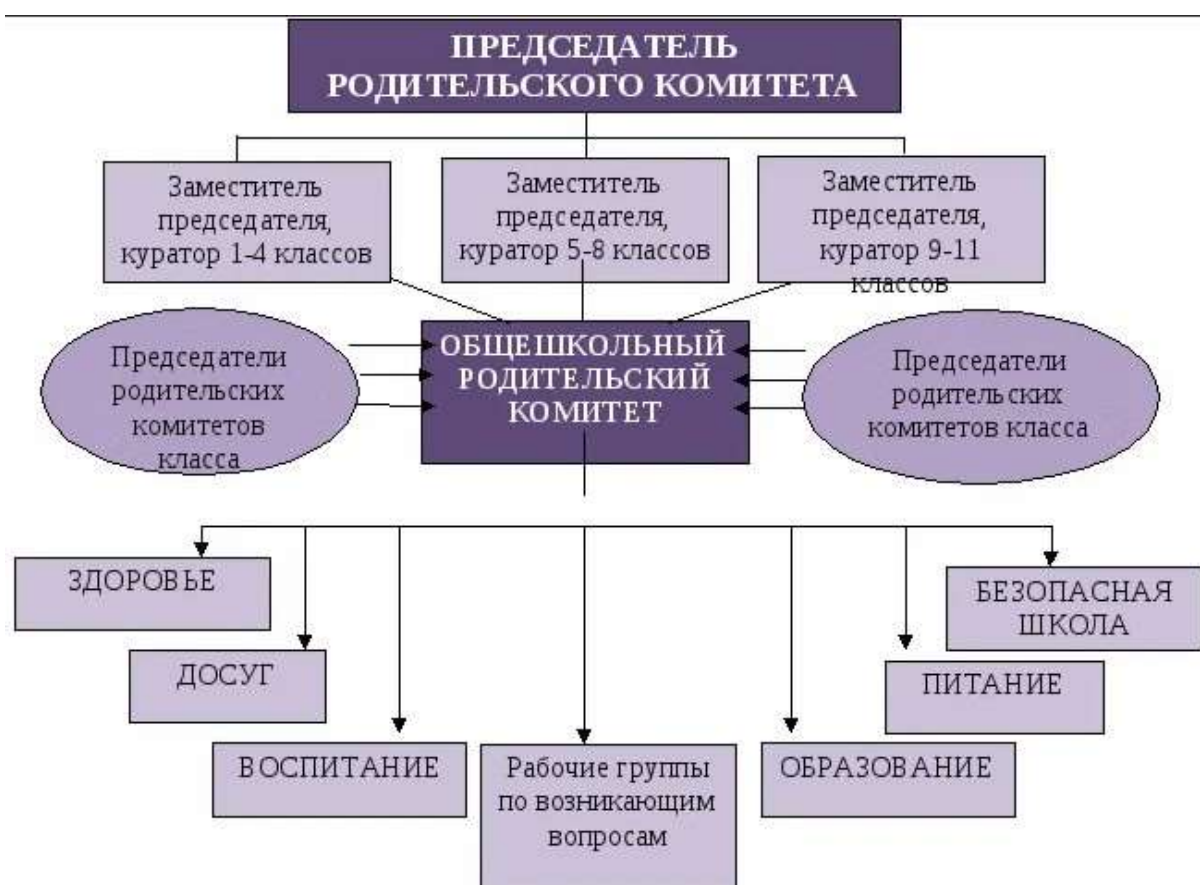 ПРЕДСЕДАТЕЛЬ
РОДИТЕЛЬСКОГО КОМИТЕТА
Заместитель
председателя,
куратор 1-4 классов
Заместитель
председателя,
куратор 5-8 классов
Заместитель
председателя,
куратор 9-11
классов
Председатели
родительских
комитетов
класса
ОБЩЕШКОЛЬНЫЙ
РОДИТЕЛЬСКИЙ
КОМИТЕТ
Председатели
родительских
комитетов класса
ЗДОРОВЬЕ
ДОСУГ
ВОСПИТАНИЕ
Рабочие группы
по возникающим
вопросам
ОБРАЗОВАНИЕ
ПИТАНИЕ
БЕЗОПАСНАЯ
ШКОЛА